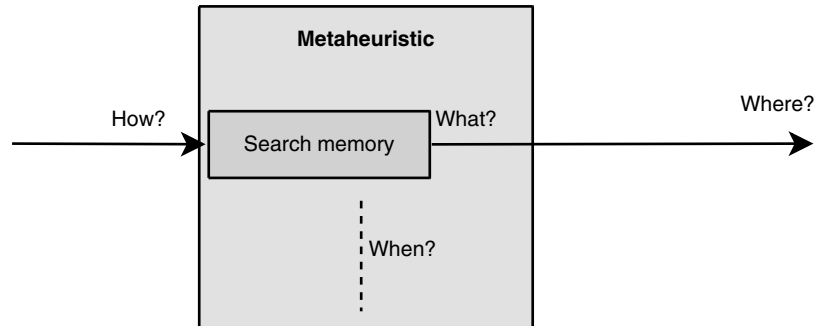 Metaheuristic
How?
Search memory
What?
Where?
When?